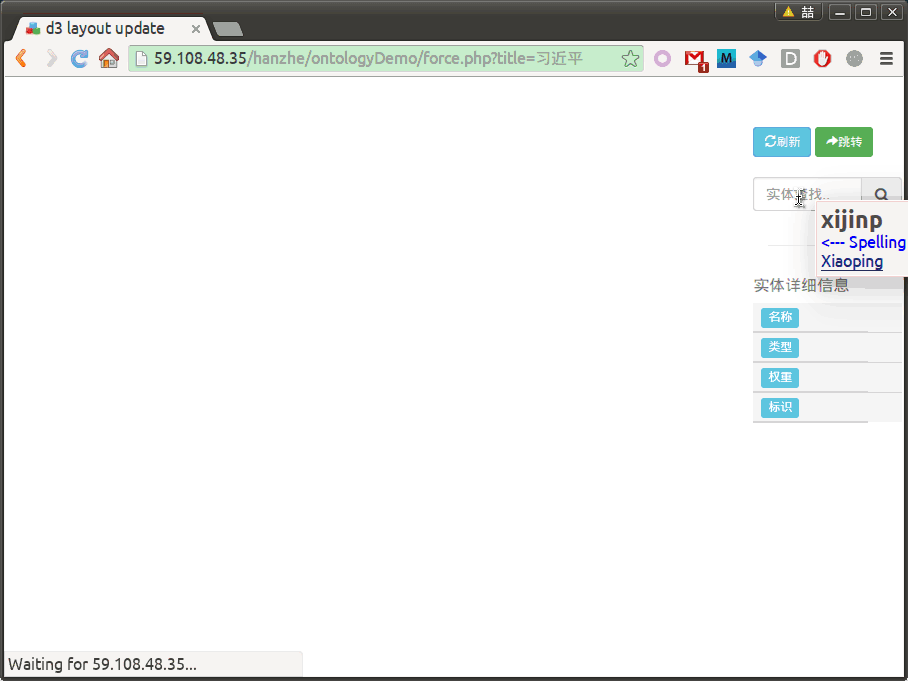 喆
d3 layout update
59.108.48.35/hanzhe/ontologyDemo/force.php?title=习近平
1
M
D
刷新
跳转
实体查找..
xijinp
<--- Spelling
Xiaoping
实体详细信息
名称
类型
权重
标识
Waiting for 59.108.48.35...